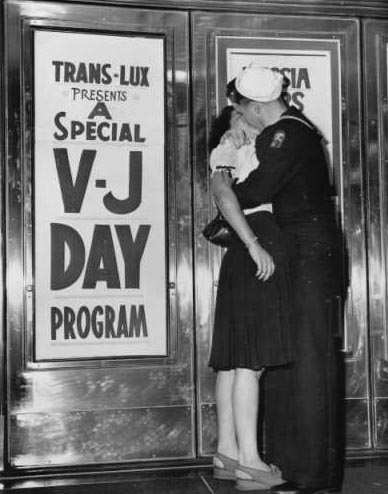 TRANS-LUX
PRESENTS
A
SPECIAL
V-J
DAY
PROGRAM